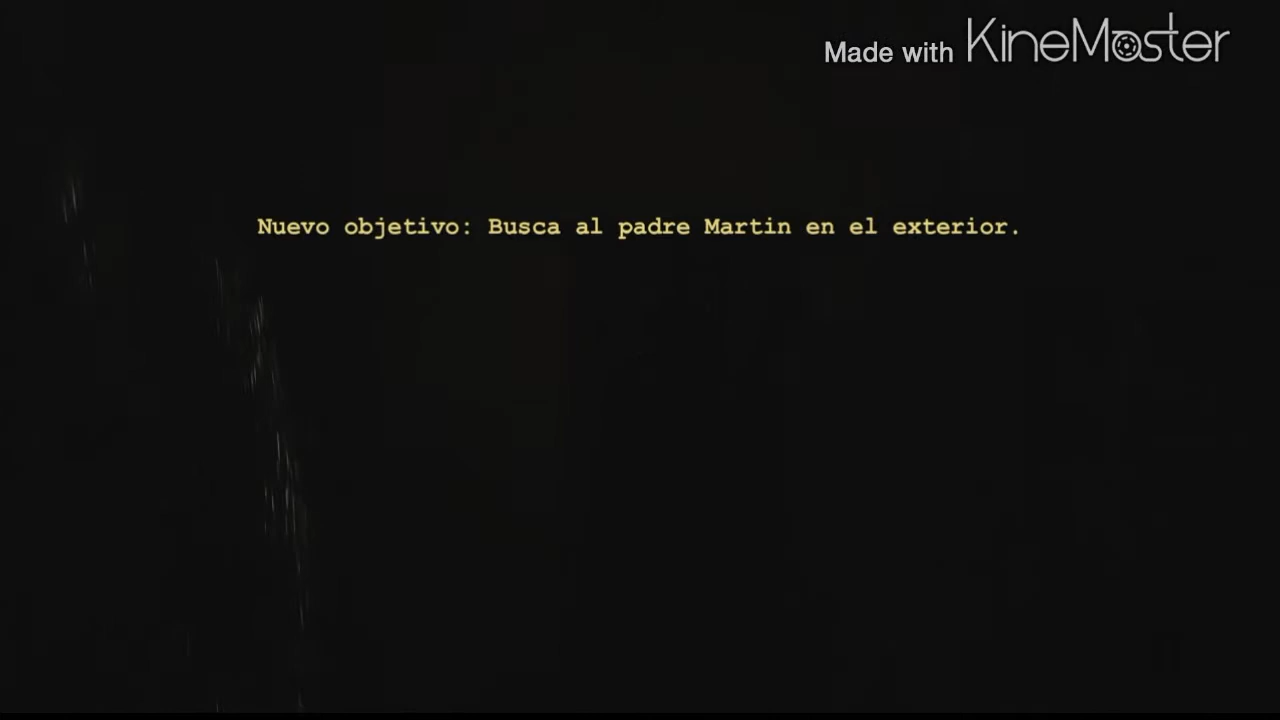 Made with KineMaster
Nuevo objetivo: Busca al padre Martin en el exterior.